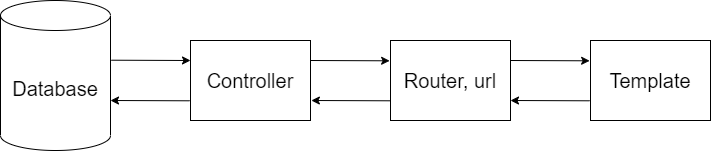 Database
Controller
Router, url
Template